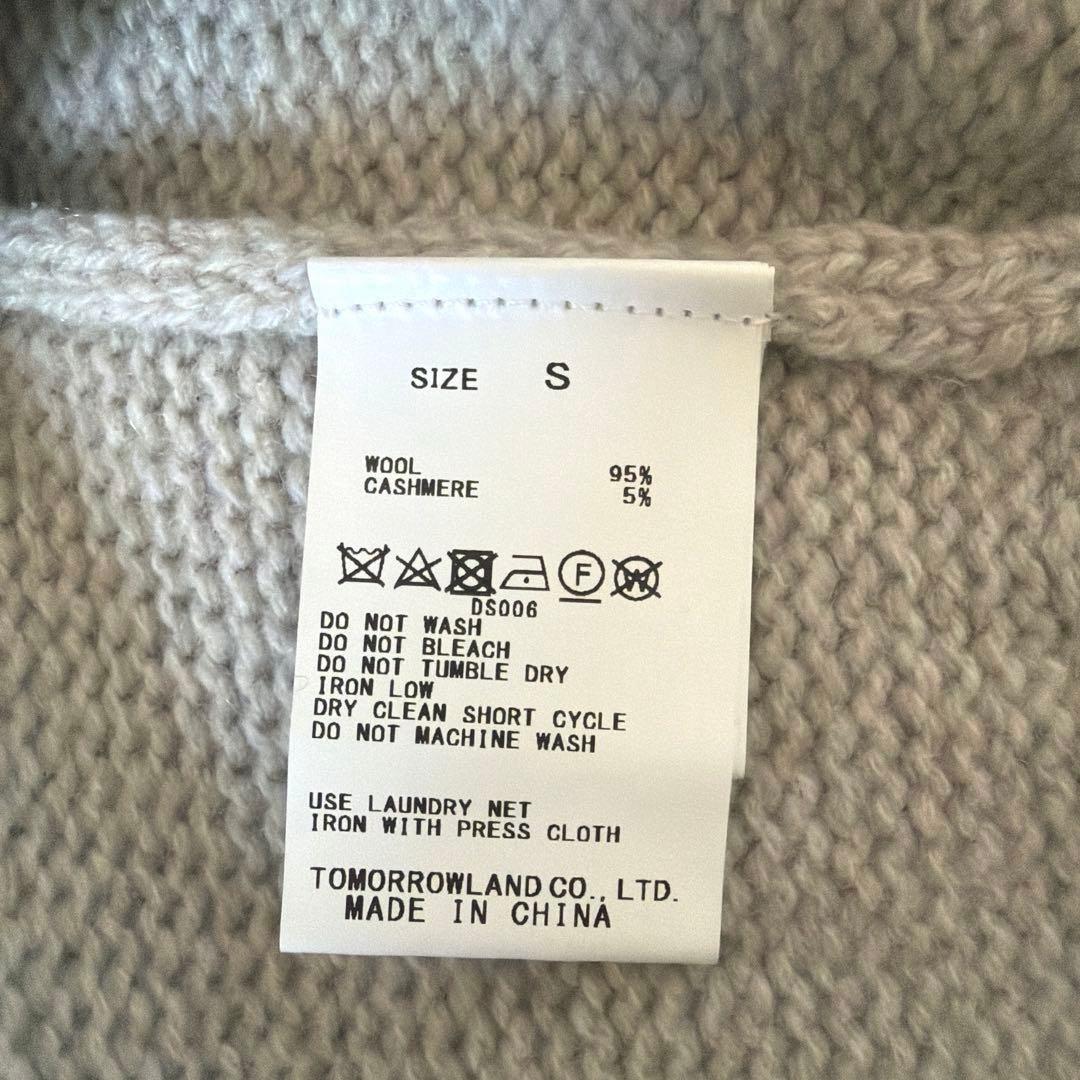 SIZE S
WOOL 95%
CASHMERE 5%
F W
DS006
DO NOT WASH
DO NOT BLEACH
DO NOT TUMBLE DRY
IRON LOW
DRY CLEAN SHORT CYCLE
DO NOT MACHINE WASH
USE LAUNDRY NET
IRON WITH PRESS CLOTH
TOMORROWLAND CO., LTD.
MADE IN CHINA